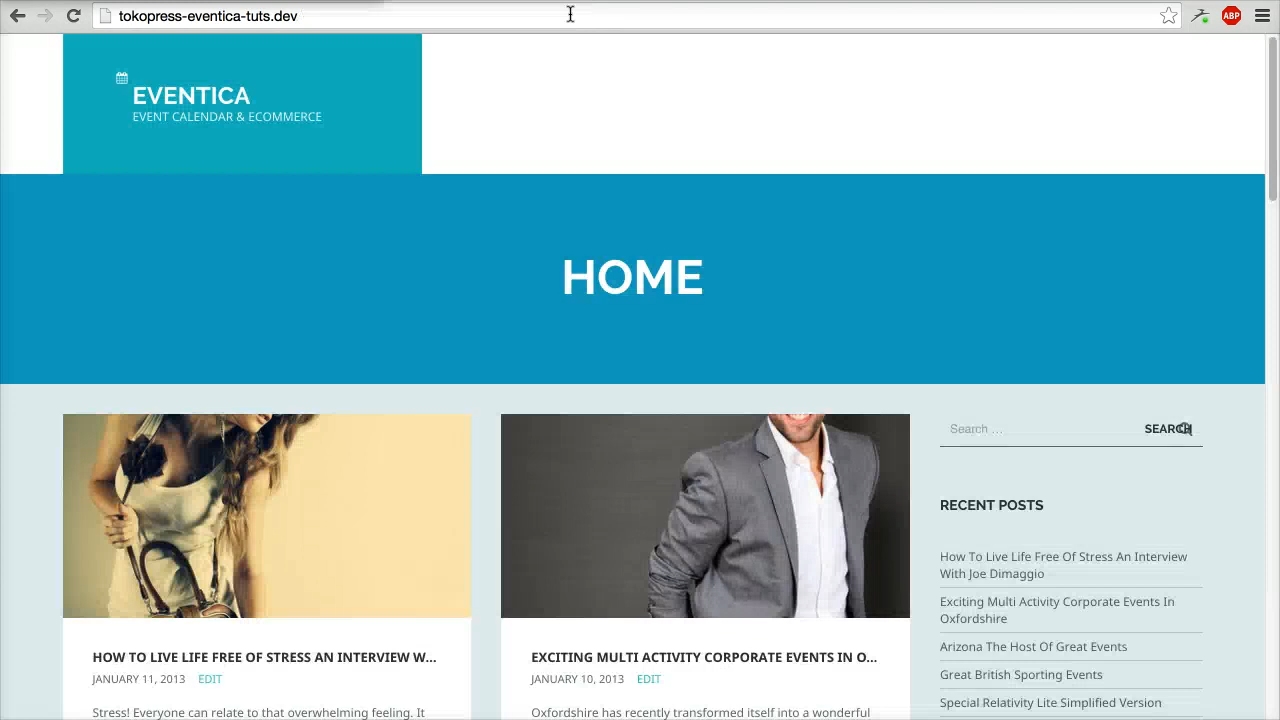 tokopress-eventica-tuts.dev
ABP
EVENTICA
EVENT CALENDAR & ECOMMERCE
HOME
Search ...
SEARCH
RECENT POSTS
How To Live Life Free Of Stress An Interview
With Joe Dimaggio
Exciting Multi Activity Corporate Events In
Oxfordshire
Arizona The Host Of Great Events
Great British Sporting Events
Special Relativity Lite Simplified Version
HOW TO LIVE LIFE FREE OF STRESS AN INTERVIEW W...
JANUARY 11, 2013 EDIT
Stress! Everyone can relate to that overwhelming feeling. It
EXCITING MULTI ACTIVITY CORPORATE EVENTS IN O...
JANUARY 10, 2013 EDIT
Oxfordshire has recently transformed itself into a wonderful